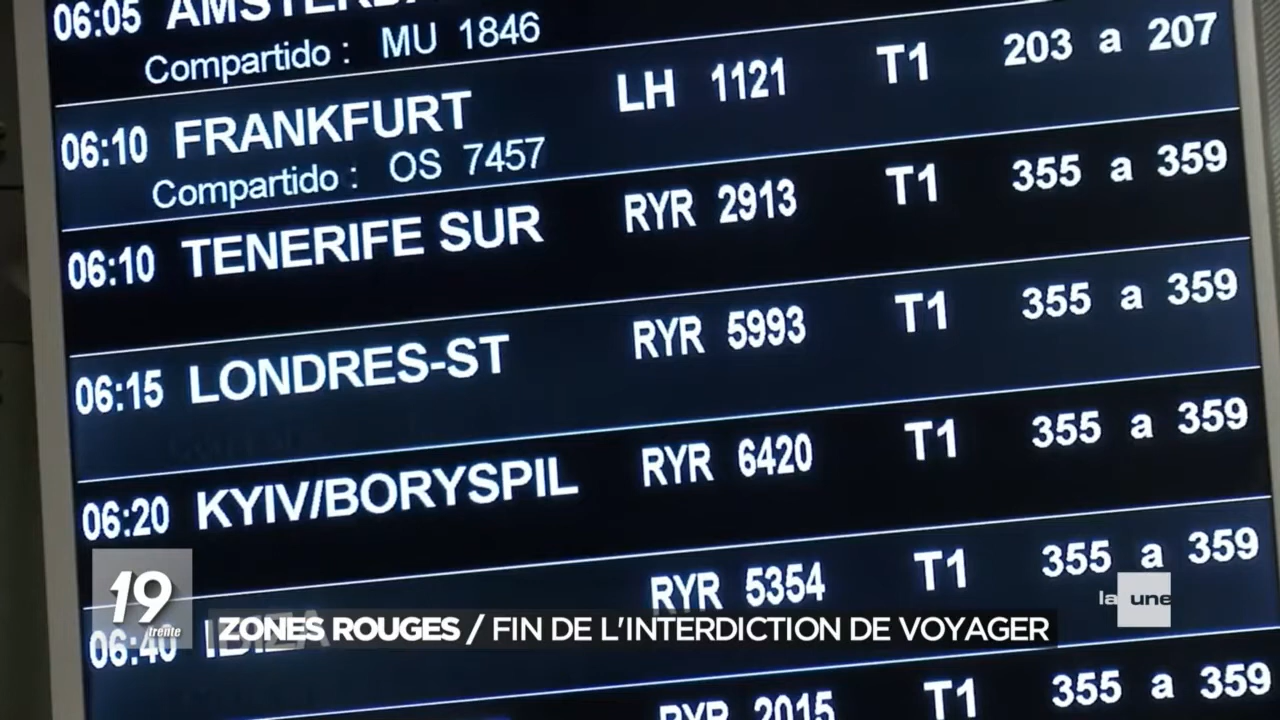 06:05
Compartido : MU 1846
06:10 FRANKFURT LH 1121 T1 203 a 207
Compartido : OS 7457
06:10 TENERIFE SUR RYR 2913 T1 355 a 359
06:15 LONDRES-ST RYR 5993 T1 355 a 359
06:20 KYIV/BORYSPIL RYR 6420 T1 355 a 359
06:40 IBIZA RYR 5354 T1 355 a 359
RYR 2015 T1 355 a 359
19 trente
ZONES ROUGES / FIN DE L'INTERDICTION DE VOYAGER
la une